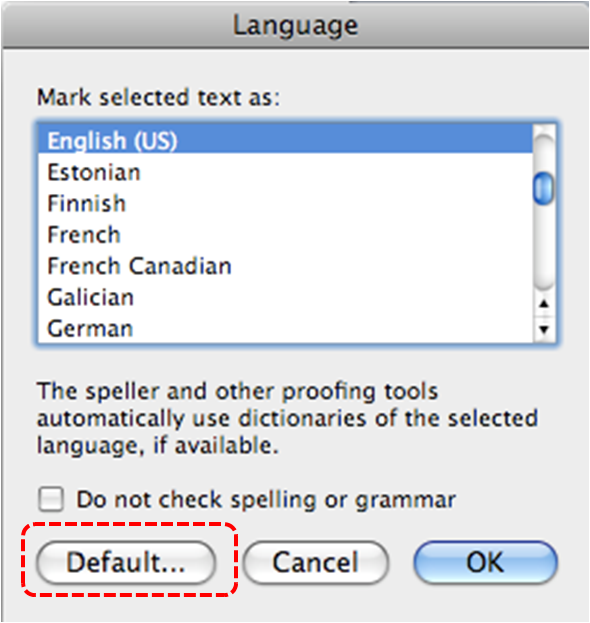 Language
Mark selected text as:
English (US)
Estonian
Finnish
French
French Canadian
Galician
German
The speller and other proofing tools
automatically use dictionaries of the selected
language, if available.
Do not check spelling or grammar
Default... Cancel OK